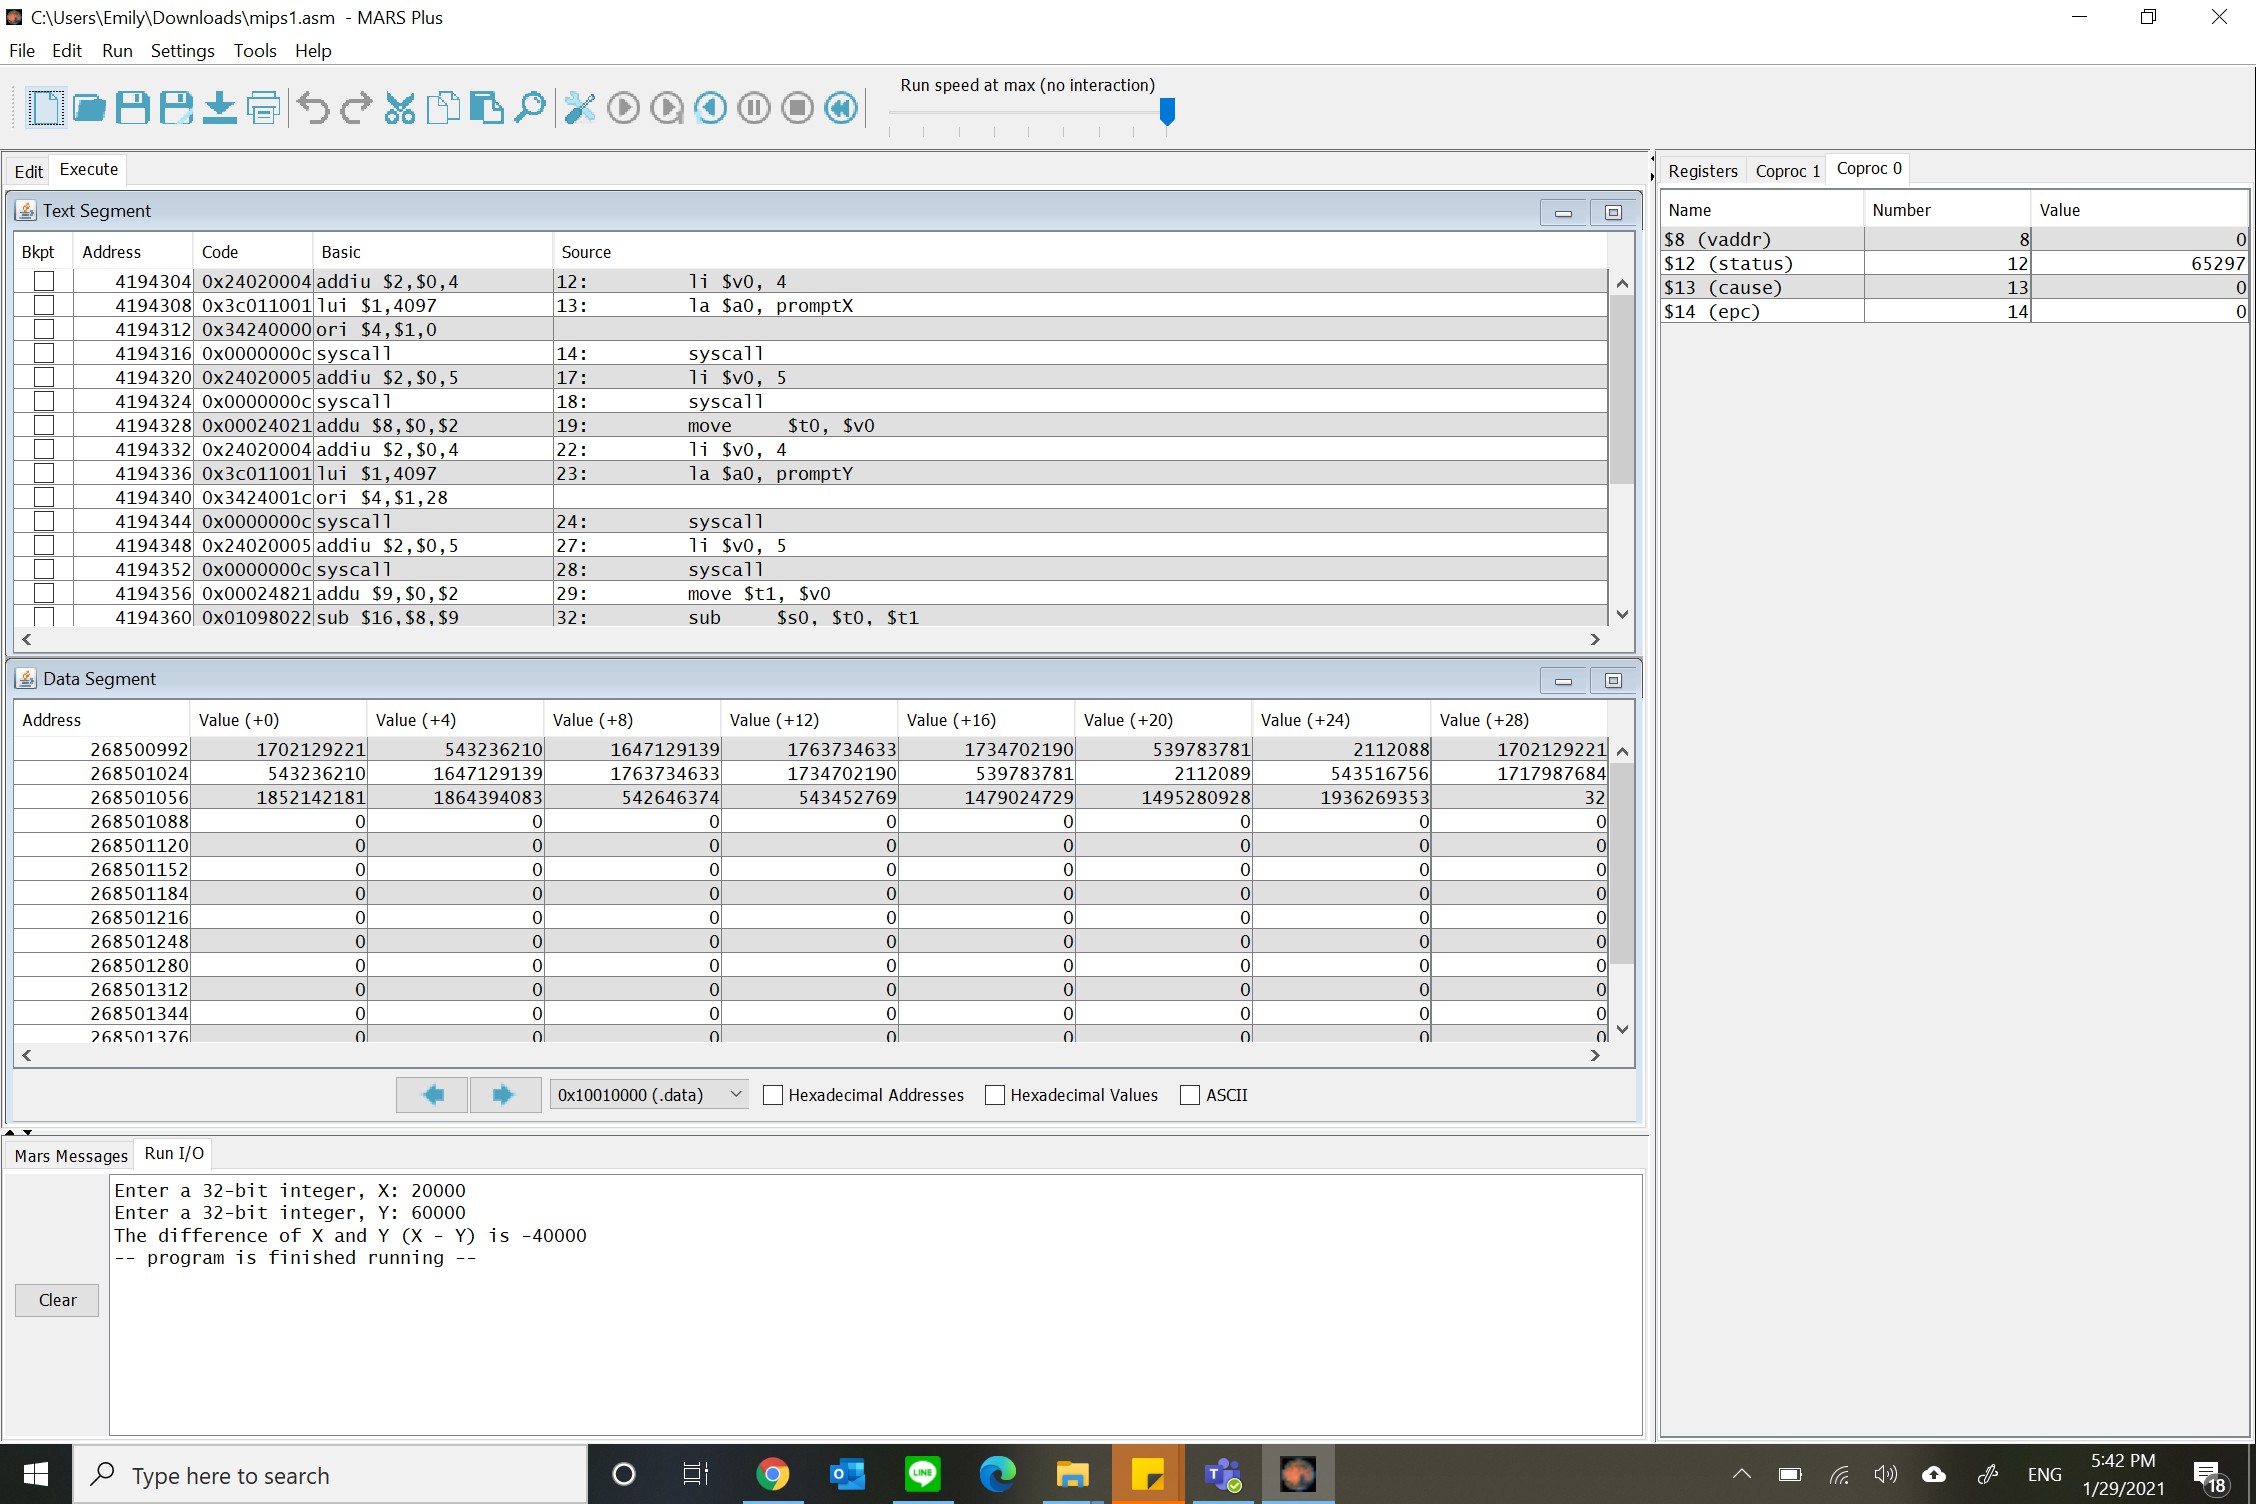 C:\Users\Emily\Downloads\mips1.asm - MARS Plus
File Edit Run Settings Tools Help
Run speed at max (no interaction)
Edit Execute
Text Segment
Bkpt Address Code Basic Source
4194304 0x24020004 addiu $2,$0,4 12: li $v0, 4
4194308 0x3c011001 lui $1,4097 13: la $a0, promptX
4194312 0x34240000 ori $4,$1,0
4194316 0x0000000c syscall 14: syscall
4194320 0x24020005 addiu $2,$0,5 17: li $v0, 5
4194324 0x0000000c syscall 18: syscall
4194328 0x00024021 addu $8,$0,$2 19: move $t0, $v0
4194332 0x24020004 addiu $2,$0,4 22: li $v0, 4
4194336 0x3c011001 lui $1,4097 23: la $a0, promptY
4194340 0x3424001c ori $4,$1,28
4194344 0x0000000c syscall 24: syscall
4194348 0x24020005 addiu $2,$0,5 27: li $v0, 5
4194352 0x0000000c syscall 28: syscall
4194356 0x00024821 addu $9,$0,$2 29: move $t1, $v0
4194360 0x01098022 sub $16,$8,$9 32: sub $s0, $t0, $t1
Data Segment
Address Value (+0) Value (+4) Value (+8) Value (+12) Value (+16) Value (+20) Value (+24) Value (+28)
268500992 1702129221 543236210 1647129139 1763734633 1734702190 539783781 2112088 1702129221
268501024 543236210 1647129139 1763734633 1734702190 539783781 2112089 543516756 1717987684
268501056 1852142181 1864394083 542646374 543452769 1479024729 1495280928 1936269353 32
268501088 0 0 0 0 0 0 0 0
268501120 0 0 0 0 0 0 0 0
268501152 0 0 0 0 0 0 0 0
268501184 0 0 0 0 0 0 0 0
268501216 0 0 0 0 0 0 0 0
268501248 0 0 0 0 0 0 0 0
268501280 0 0 0 0 0 0 0 0
268501312 0 0 0 0 0 0 0 0
268501344 0 0 0 0 0 0 0 0
268501376 0 0 0 0 0 0 0 0
0x10010000 (.data) Hexadecimal Addresses Hexadecimal Values ASCII
Mars Messages Run I/O
Enter a 32-bit integer, X: 20000
Enter a 32-bit integer, Y: 60000
The difference of X and Y (X - Y) is -40000
-- program is finished running --
Clear
Registers Coproc 1 Coproc 0
Name Number Value
$8 (vaddr) 8 0
$12 (status) 12 65297
$13 (cause) 13 0
$14 (epc) 14 0
Type here to search
LINE
ENG
5:42 PM
1/29/2021
18